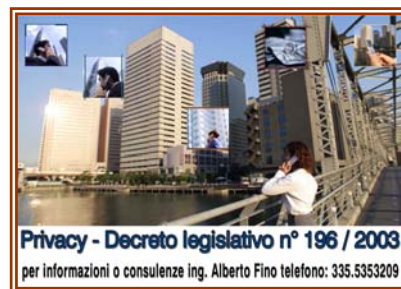 Privacy - Decreto legislativo n° 196 / 2003
per informazioni o consulenze ing. Alberto Fino telefono: 335.5353209